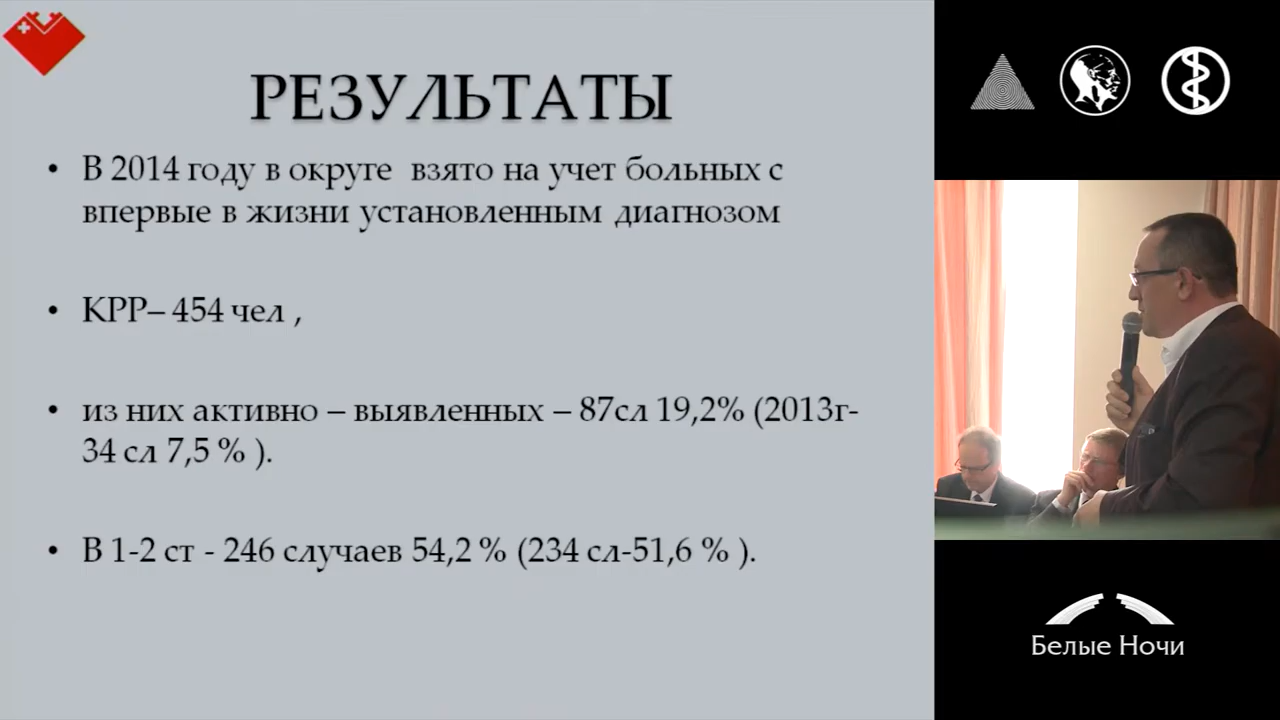 РЕЗУЛЬТАТЫ
• В 2014 году в округе взято на учет больных с
впервые в жизни установленным диагнозом
• КРР– 454 чел ,
• из них активно – выявленных – 87сл 19,2% (2013г-
34 сл 7,5 % ).
• В 1-2 ст - 246 случаев 54,2 % (234 сл-51,6 % ).
Белые Ночи